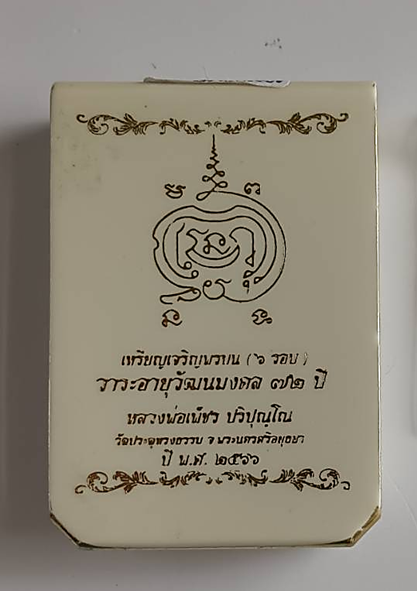 เหรียญเจริญพรบน (๖ รอบ)
วาระอายุวัฒนมงคล ๗๒ ปี
หลวงพ่อเพ็ชร ปริปุณฺโณ
วัดประดู่ทรงธรรม จ พระนครศรีอยุธยา
ปี พ.ศ. ๒๕๖๖